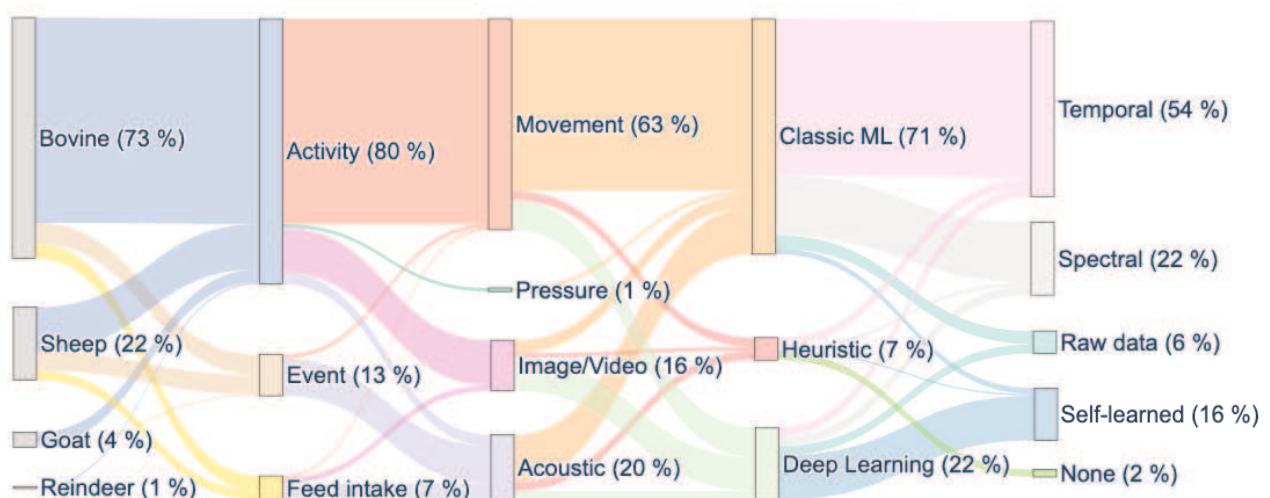 Bovine (73 %)
Sheep (22 %)
Goat (4 %)
Reindeer (1 %)
Activity (80 %)
Event (13 %)
Feed intake (7 %)
Movement (63 %)
Pressure (1 %)
Image/Video (16 %)
Acoustic (20 %)
Classic ML (71 %)
Heuristic (7 %)
Deep Learning (22 %)
Temporal (54 %)
Spectral (22 %)
Raw data (6 %)
Self-learned (16 %)
None (2 %)